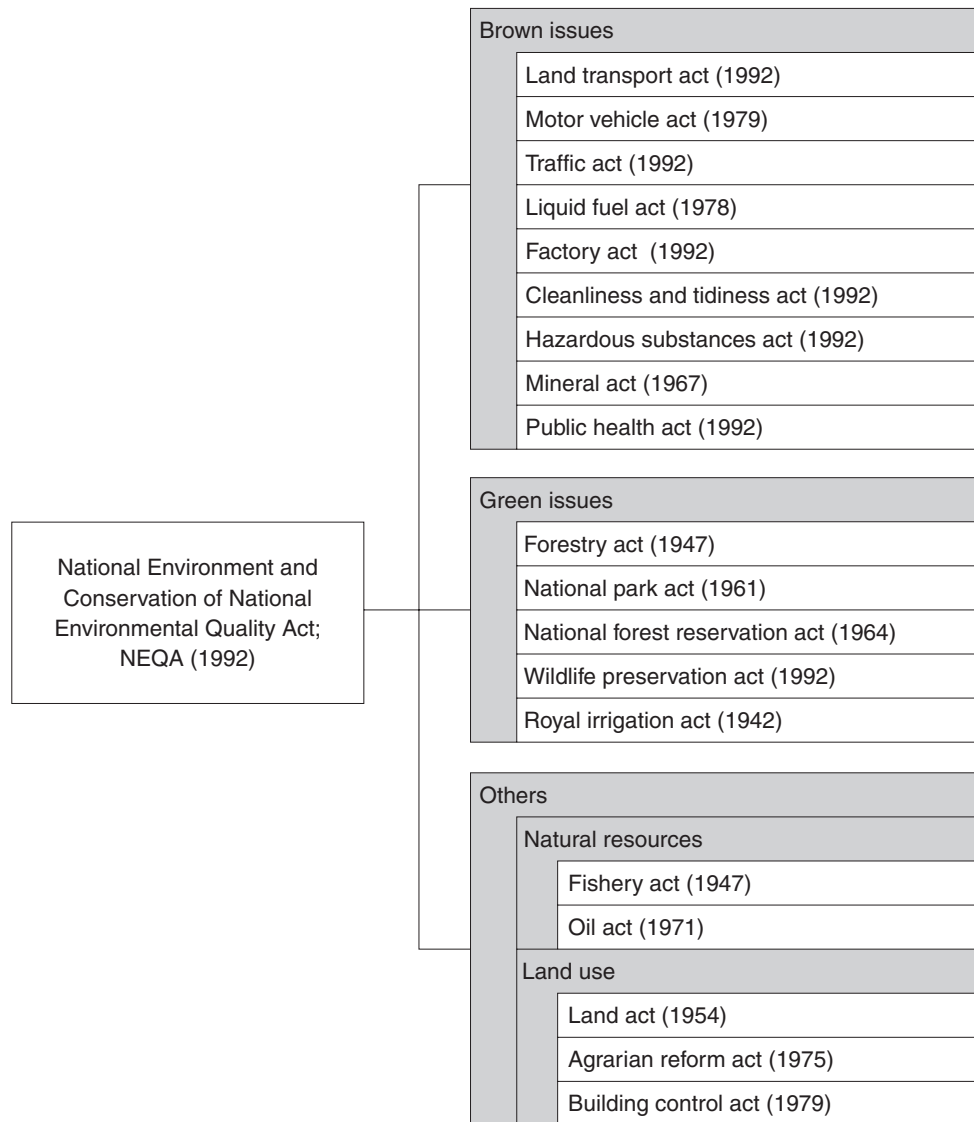 Brown issues
Land transport act (1992)
Motor vehicle act (1979)
Traffic act (1992)
Liquid fuel act (1978)
Factory act (1992)
Cleanliness and tidiness act (1992)
Hazardous substances act (1992)
Mineral act (1967)
Public health act (1992)
National Environment and
Conservation of National
Environmental Quality Act;
NEQA (1992)
Green issues
Forestry act (1947)
National park act (1961)
National forest reservation act (1964)
Wildlife preservation act (1992)
Royal irrigation act (1942)
Others
Natural resources
Fishery act (1947)
Oil act (1971)
Land use
Land act (1954)
Agrarian reform act (1975)
Building control act (1979)